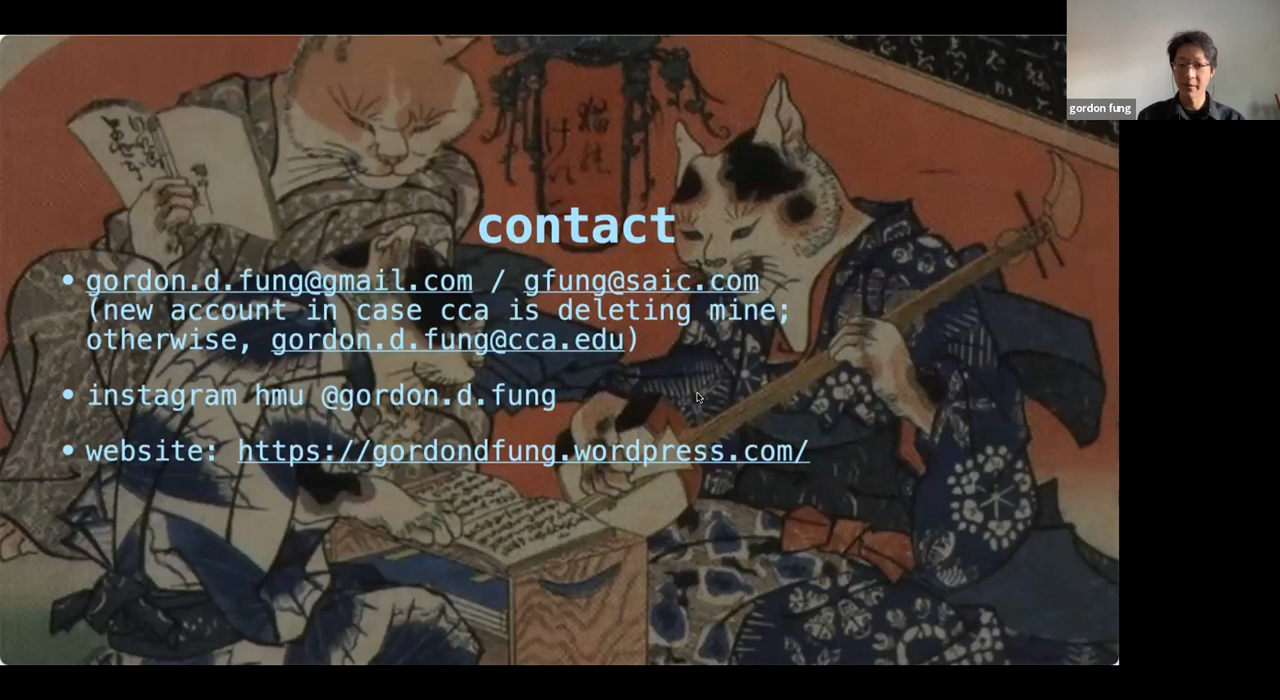 gordon fung
contact
• gordon.d.fung@gmail.com / gfung@saic.com
(new account in case cca is deleting mine;
otherwise, gordon.d.fung@cca.edu)
• instagram hmu @gordon.d.fung
• website: https://gordondfung.wordpress.com/